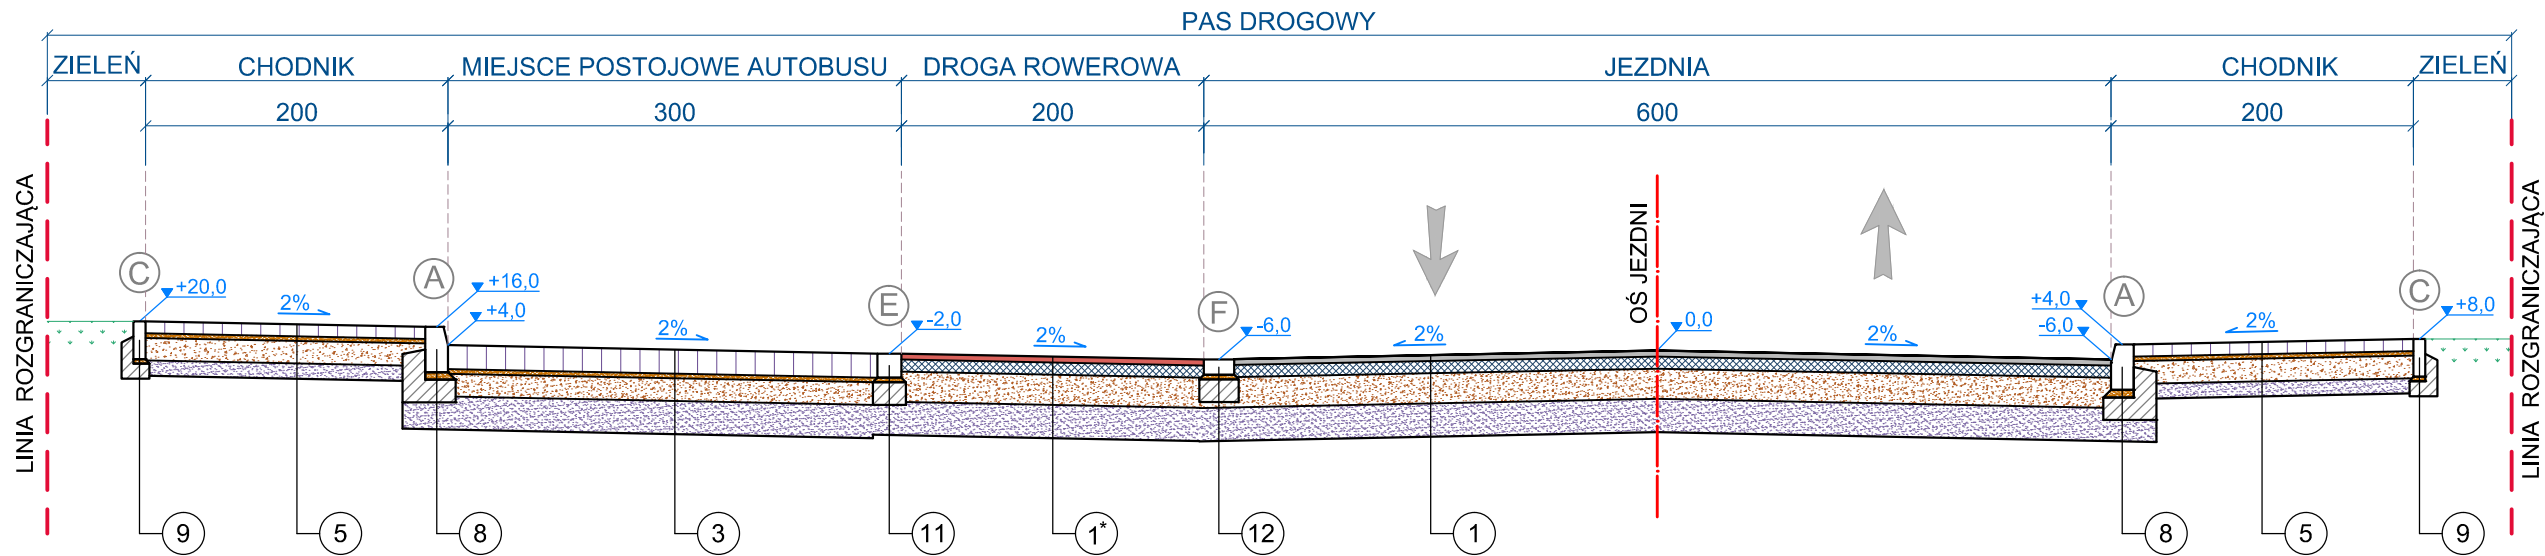 PAS DROGOWY
ZIELEŃ CHODNIK MIEJSCE POSTOJOWE AUTOBUSU DROGA ROWEROWA JEZDNIA CHODNIK ZIELEŃ
200 300 200 600 200
LINIA ROZGRANICZAJĄCA
OŚ JEZDNI
LINIA ROZGRANICZAJĄCA
C A E F A C
+20,0 +16,0 +4,0 -2,0 -6,0 0,0 +4,0 -6,0 +8,0
2% 2% 2% 2% 2% 2%
9 5 8 3 11 1* 12 1 8 5 9